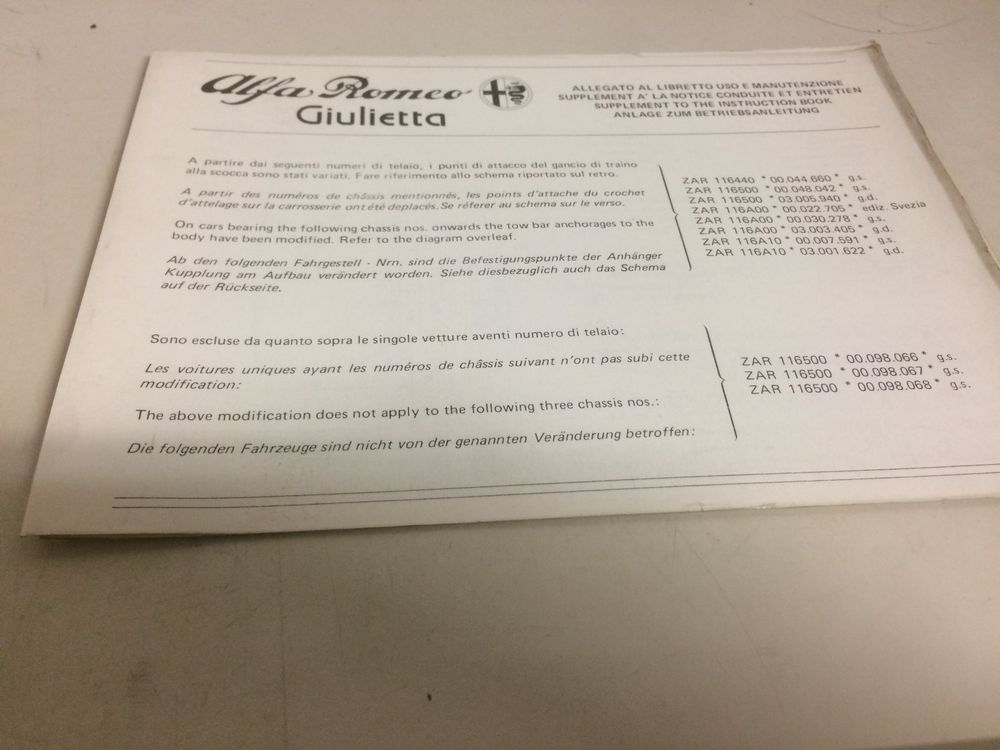 Alfa Romeo
Giulietta
ALLEGATO AL LIBRETTO USO E MANUTENZIONE
SUPPLEMENT A' LA NOTICE CONDUITE ET ENTRETIEN
SUPPLEMENT TO THE INSTRUCTION BOOK
ANLAGE ZUM BETRIEBSANLEITUNG
A partire dai seguenti numeri di telaio, i punti di attacco del gancio di traino
alla scocca sono stati variati. Fare riferimento allo schema riportato sul retro.
A partir des numéros de châssis mentionnés, les points d'attache du crochet
d'attelage sur la carrosserie ont été deplacés. Se réferer au schema sur le verso.
On cars bearing the following chassis nos. onwards the tow bar anchorages to the
body have been modified. Refer to the diagram overleaf.
Ab den folgenden Fahrgestell - Nrn. sind die Befestigungspunkte der Anhänger
Kupplung am Aufbau verändert worden. Siehe diesbezuglich auch das Schema
auf der Rückseite.
ZAR 116440 * 00.044.660 * g.s.
ZAR 116500 * 00.048.042 * g.s.
ZAR 116500 * 03.005.940 * g.d.
ZAR 116A00 * 00.022.705 * ediz. Svezia
ZAR 116A00 * 00.030.278 * g.s.
ZAR 116A00 * 03.003.405 * g.d.
ZAR 116A10 * 00.007.591 * g.s.
ZAR 116A10 * 03.001.622 * g.d.
Sono escluse da quanto sopra le singole vetture aventi numero di telaio:
Les voitures uniques ayant les numéros de châssis suivant n'ont pas subi cette
modification:
The above modification does not apply to the following three chassis nos.:
Die folgenden Fahrzeuge sind nicht von der genannten Veränderung betroffen:
ZAR 116500 * 00.098.066 * g.s.
ZAR 116500 * 00.098.067 * g.s.
ZAR 116500 * 00.098.068 * g.s.